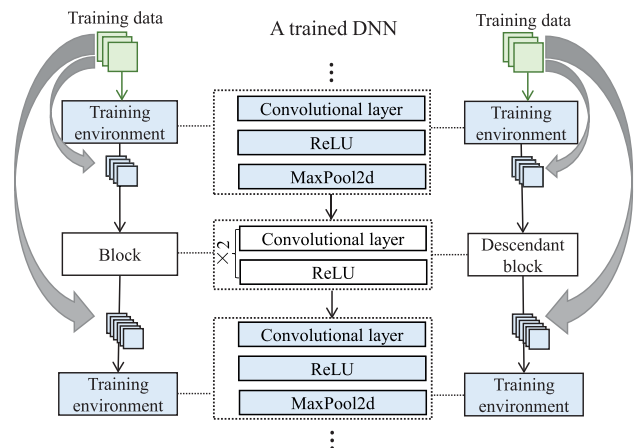 Training data
A trained DNN
Training data
Training
environment
Convolutional layer
ReLU
MaxPool2d
Training
environment
Block
×2
Convolutional layer
ReLU
Descendant
block
Training
environment
Convolutional layer
ReLU
MaxPool2d
Training
environment